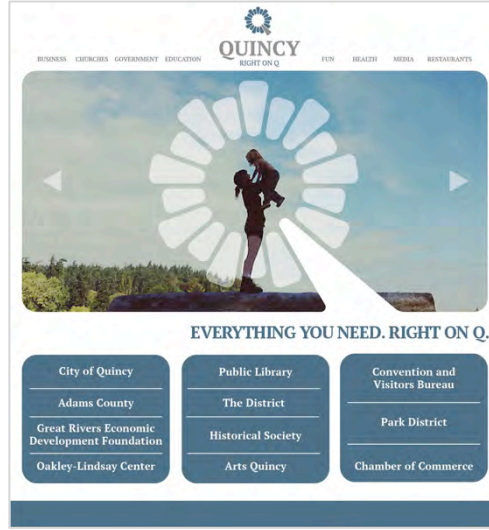 QUINCY
RIGHT ON Q
BUSINESS CHURCHES GOVERNMENT EDUCATION FUN HEALTH MEDIA RESTAURANTS
EVERYTHING YOU NEED. RIGHT ON Q.
City of Quincy
Adams County
Great Rivers Economic
Development Foundation
Oakley-Lindsay Center
Public Library
The District
Historical Society
Arts Quincy
Convention and
Visitors Bureau
Park District
Chamber of Commerce